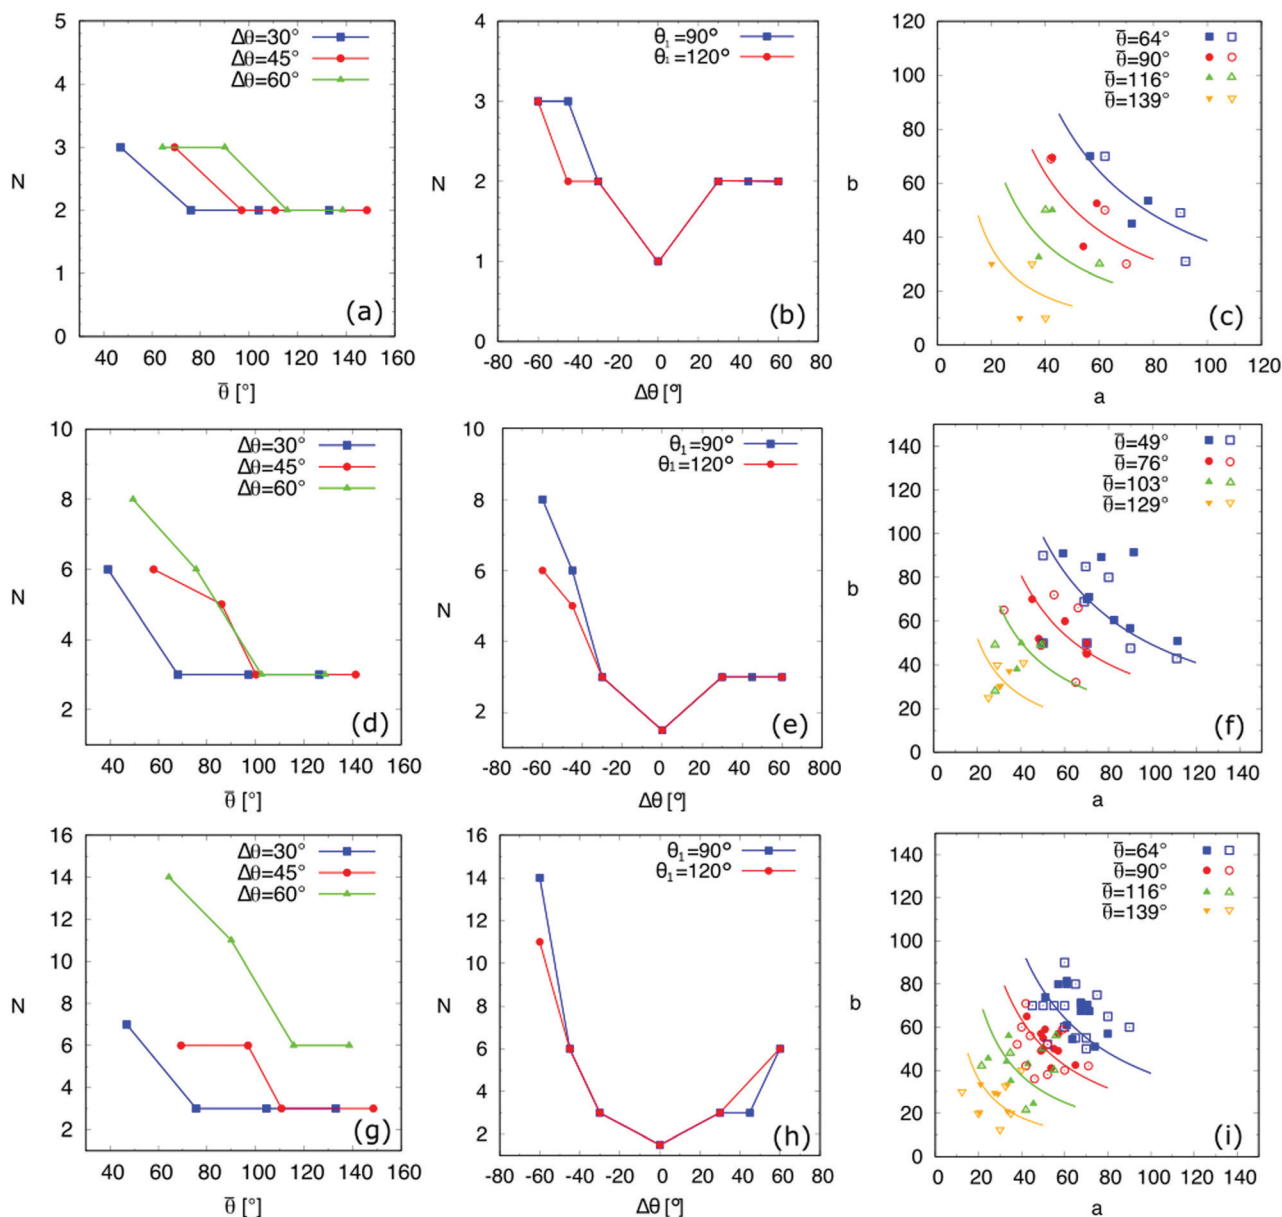 5
4
3
2
1
0
N
Δθ=30°
Δθ=45°
Δθ=60°
(a)
40 60 80 100 120 140 160
θ̄ [°]
4
3
2
1
0
N
θ₁=90°
θ₁=120°
(b)
-80 -60 -40 -20 0 20 40 60 80
Δθ [°]
120
100
80
60
40
20
0
b
θ̄=64°
θ̄=90°
θ̄=116°
θ̄=139°
(c)
0 20 40 60 80 100 120
a
10
8
6
4
2
N
Δθ=30°
Δθ=45°
Δθ=60°
(d)
40 60 80 100 120 140 160
θ̄ [°]
10
8
6
4
2
N
θ₁=90°
θ₁=120°
(e)
-80 -60 -40 -20 0 20 40 60 800
Δθ [°]
140
120
100
80
60
40
20
0
b
θ̄=49°
θ̄=76°
θ̄=103°
θ̄=129°
(f)
0 20 40 60 80 100 120 140
a
16
14
12
10
8
6
4
2
N
Δθ=30°
Δθ=45°
Δθ=60°
(g)
40 60 80 100 120 140 160
θ̄ [°]
16
14
12
10
8
6
4
2
N
θ₁=90°
θ₁=120°
(h)
-800 -60 -40 -20 0 20 40 60 80
Δθ [°]
140
120
100
80
60
40
20
0
b
θ̄=64°
θ̄=90°
θ̄=116°
θ̄=139°
(i)
0 20 40 60 80 100 120 140
a